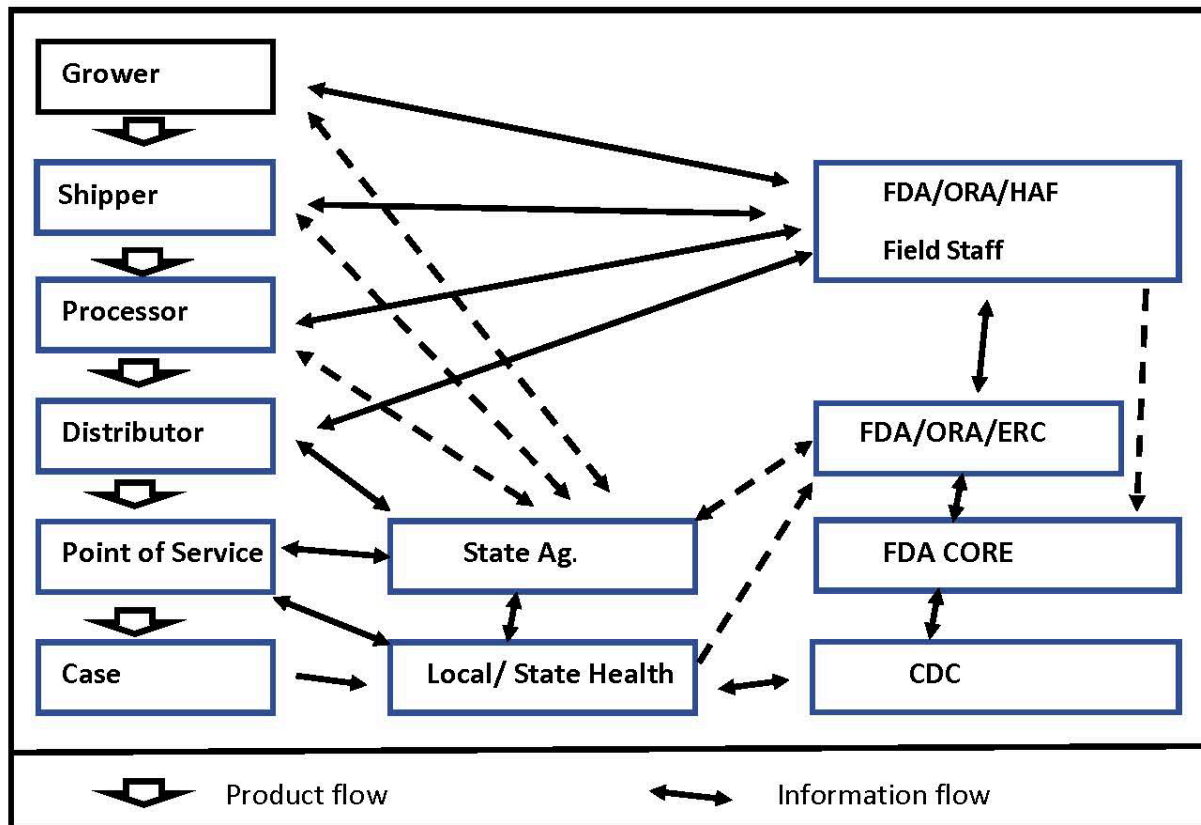 Grower
Shipper
FDA/ORA/HAF
Field Staff
Processor
Distributor
FDA/ORA/ERC
Point of Service
State Ag.
FDA CORE
Case
Local/ State Health
CDC
Product flow
Information flow